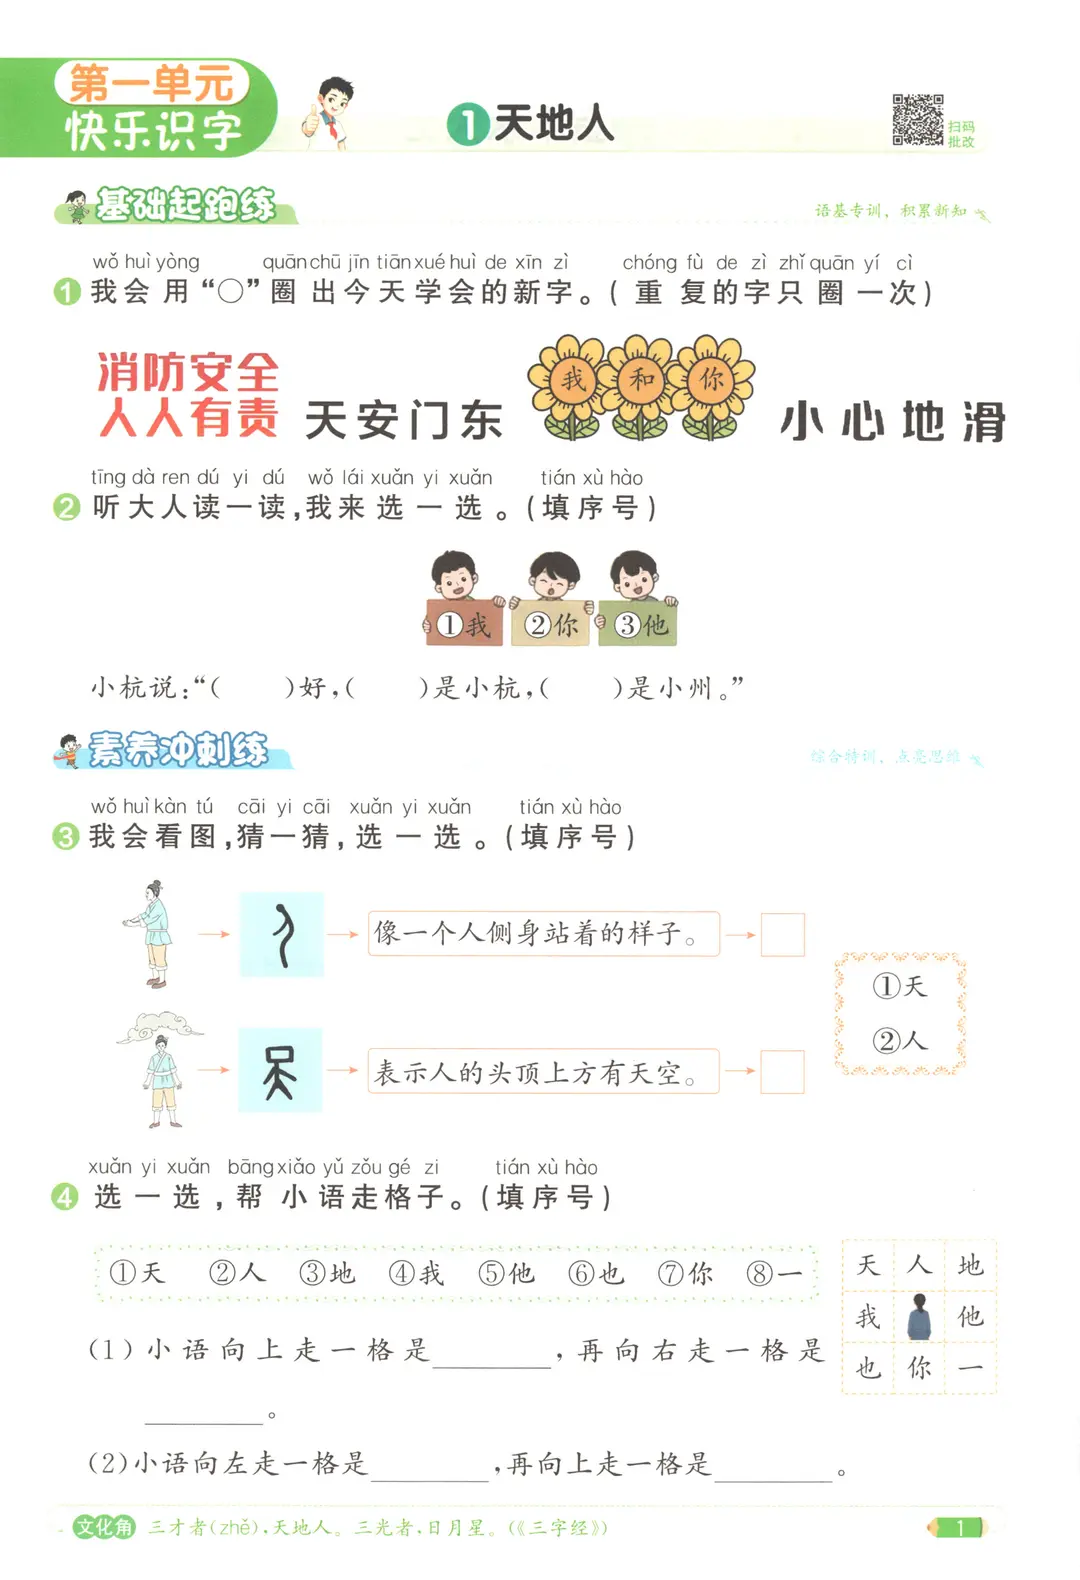 第一单元
快乐识字
1 天地人
扫码
批改
基础起跑练
语基专训，积累新知
wǒ huì yòng quān chū jīn tiān xué huì de xīn zì chóng fù de zì zhǐ quān yí cì
1 我会用“○”圈出今天学会的新字。(重复的字只圈一次)
消防安全
人人有责
天安门东
我和你
小心地滑
tīng dà ren dú yi dú wǒ lái xuǎn yi xuǎn tián xù hào
2 听大人读一读,我来选一选。(填序号)
①我 ②你 ③他
小杭说:“( )好,( )是小杭,( )是小州。”
素养冲刺练
综合特训，点亮思维
wǒ huì kàn tú cāi yi cāi xuǎn yi xuǎn tián xù hào
3 我会看图,猜一猜,选一选。(填序号)
像一个人侧身站着的样子。
①天
②人
表示人的头顶上方有天空。
xuǎn yi xuǎn bāng xiǎo yǔ zǒu gé zi tián xù hào
4 选一选,帮小语走格子。(填序号)
①天 ②人 ③地 ④我 ⑤他 ⑥也 ⑦你 ⑧一
天 人 地
我 他
也 你 一
(1)小语向上走一格是________,再向右走一格是
________。
(2)小语向左走一格是________,再向上走一格是________。
文化角 三才者(zhě),天地人。三光者,日月星。(《三字经》)
1